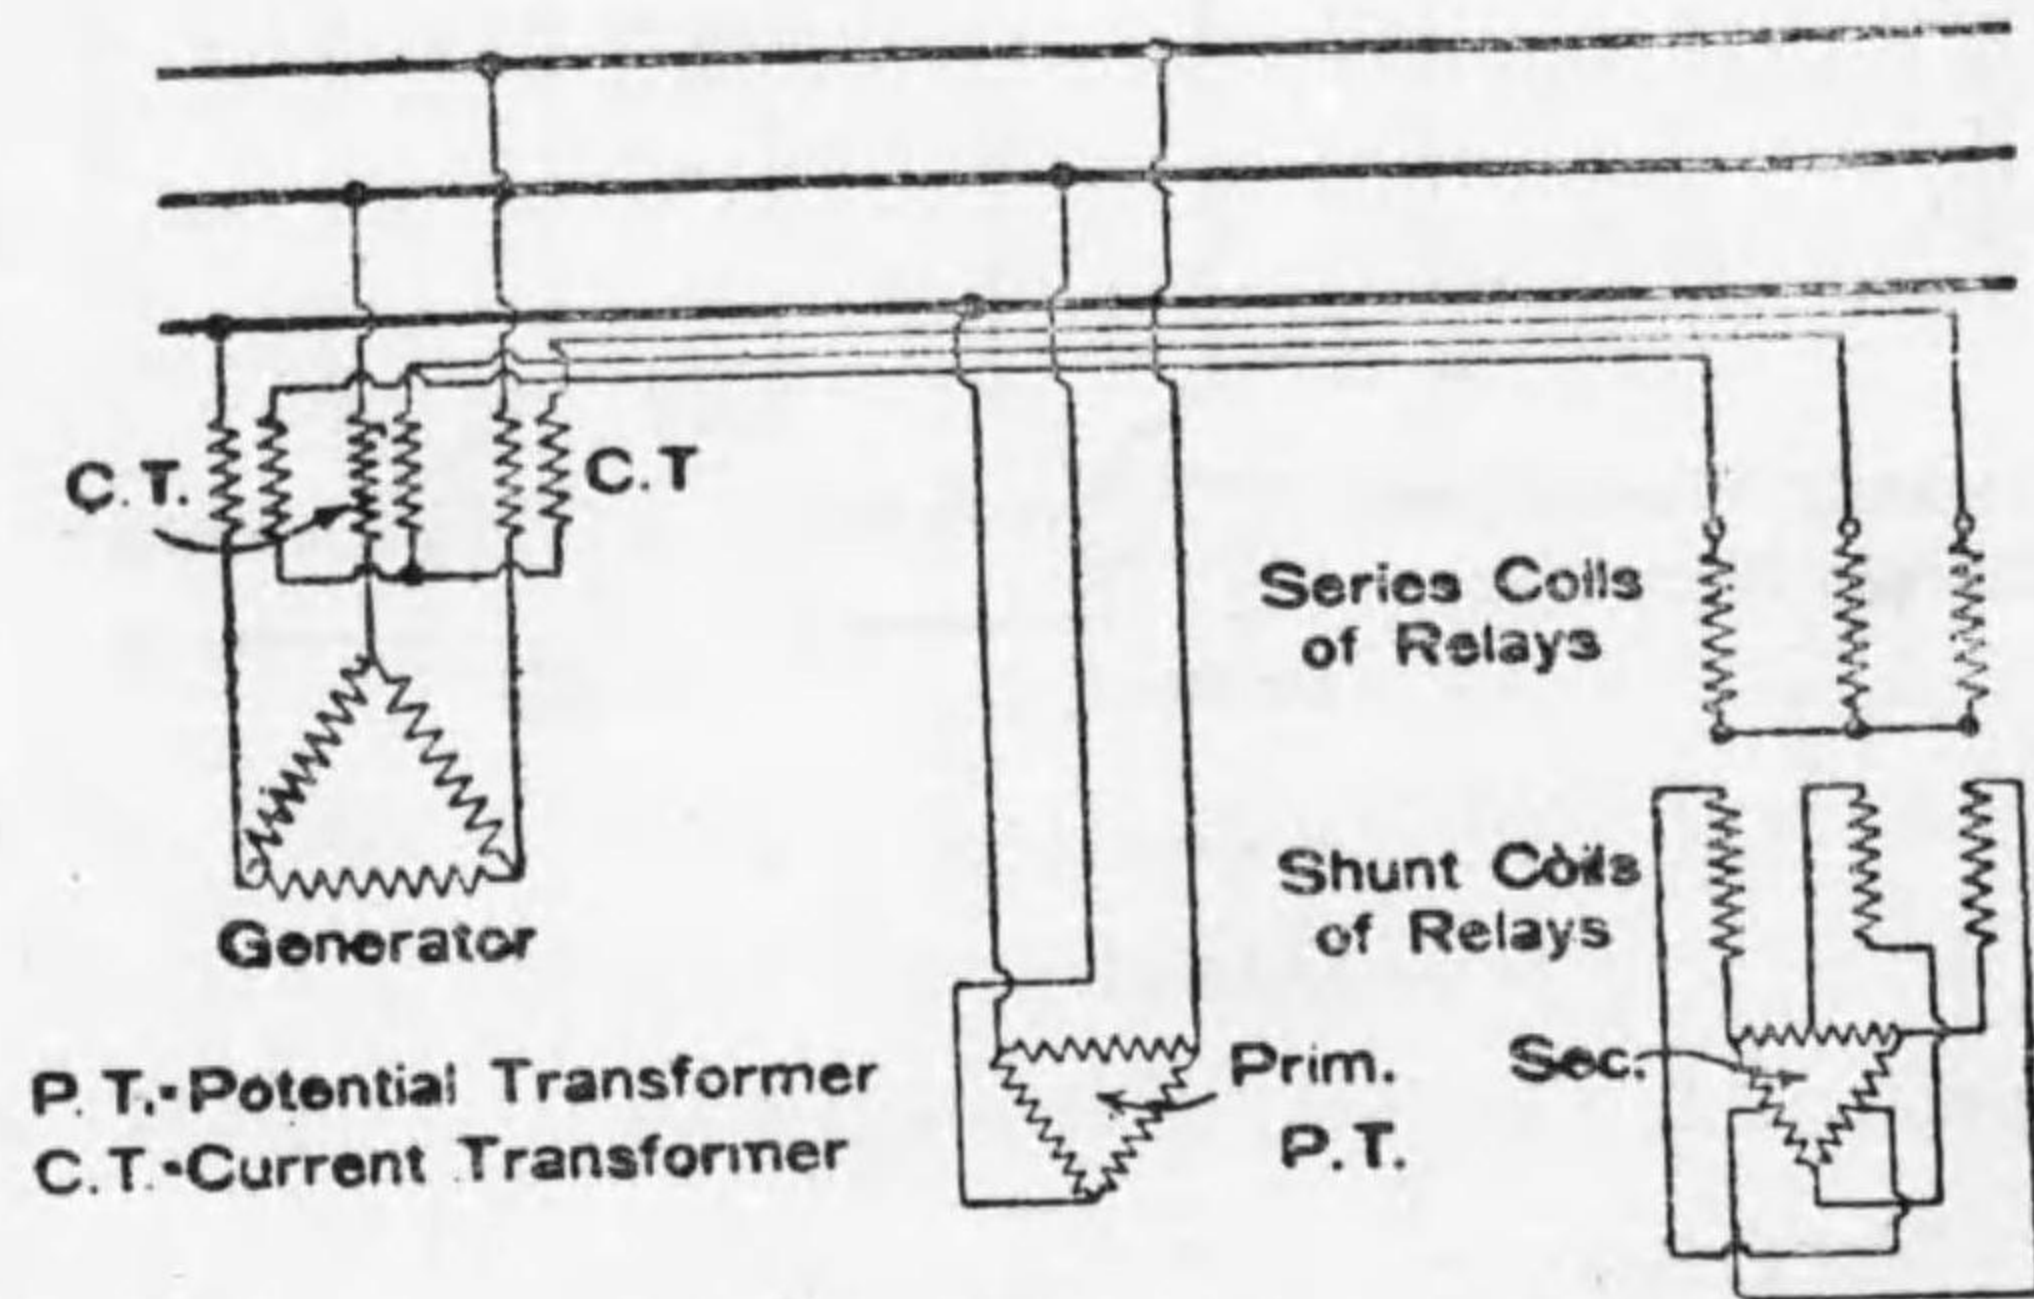 C.T.
C.T
Series Coils
of Relays
Generator
Shunt Coils
of Relays
Prim.
P.T.
Sec.
P.T.-Potential Transformer
C.T.-Current Transformer